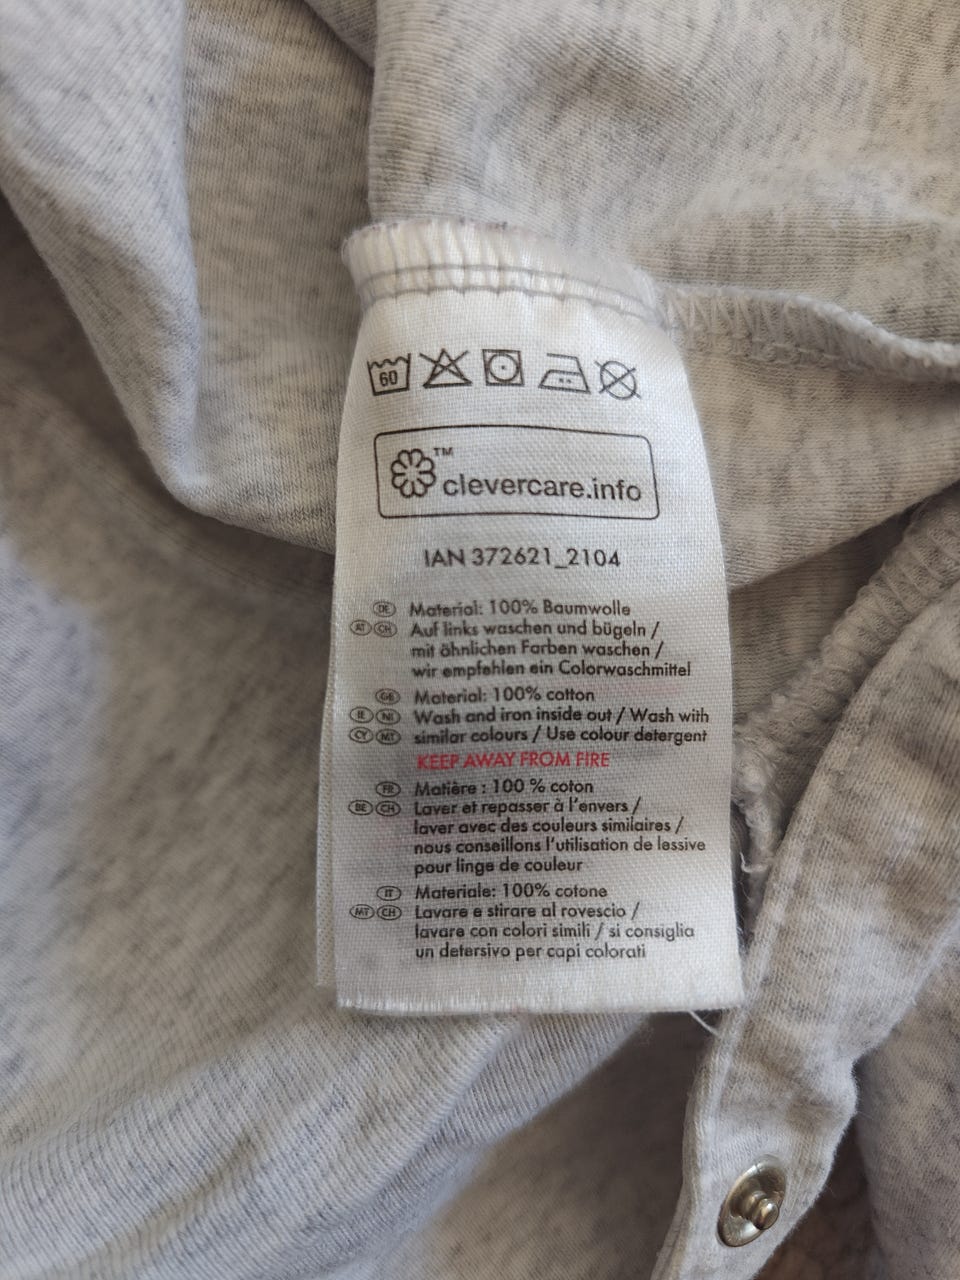 60
™
clevercare.info
IAN 372621_2104
DE Material: 100% Baumwolle
AT CH Auf links waschen und bügeln /
mit ähnlichen Farben waschen /
wir empfehlen ein Colorwaschmittel
GB Material: 100% cotton
IE NI Wash and iron inside out / Wash with
CY MT similar colours / Use colour detergent
KEEP AWAY FROM FIRE
FR Matière : 100 % coton
BE CH Laver et repasser à l'envers /
laver avec des couleurs similaires /
nous conseillons l'utilisation de lessive
pour linge de couleur
IT Materiale: 100% cotone
MT CH Lavare e stirare al rovescio /
lavare con colori simili / si consiglia
un detersivo per capi colorati